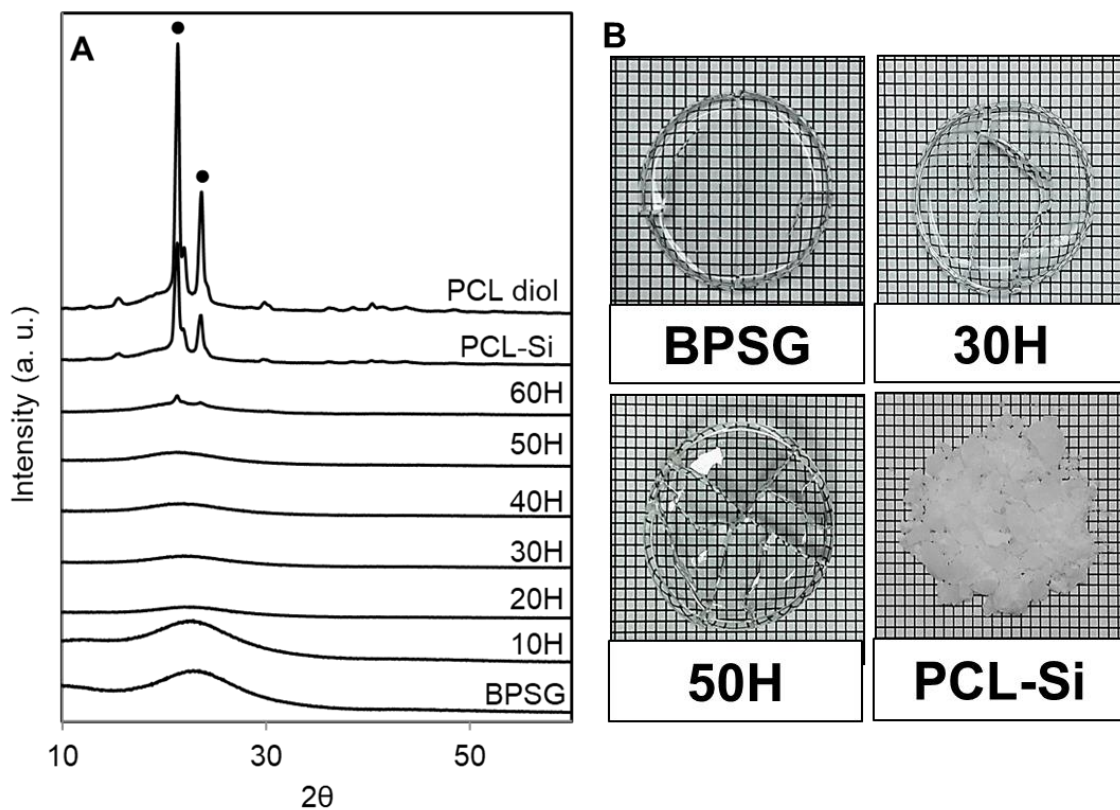 A
PCL diol
PCL-Si
60H
50H
40H
30H
20H
10H
BPSG
Intensity (a. u.)
10 30 50
2θ
B
BPSG 30H
50H PCL-Si